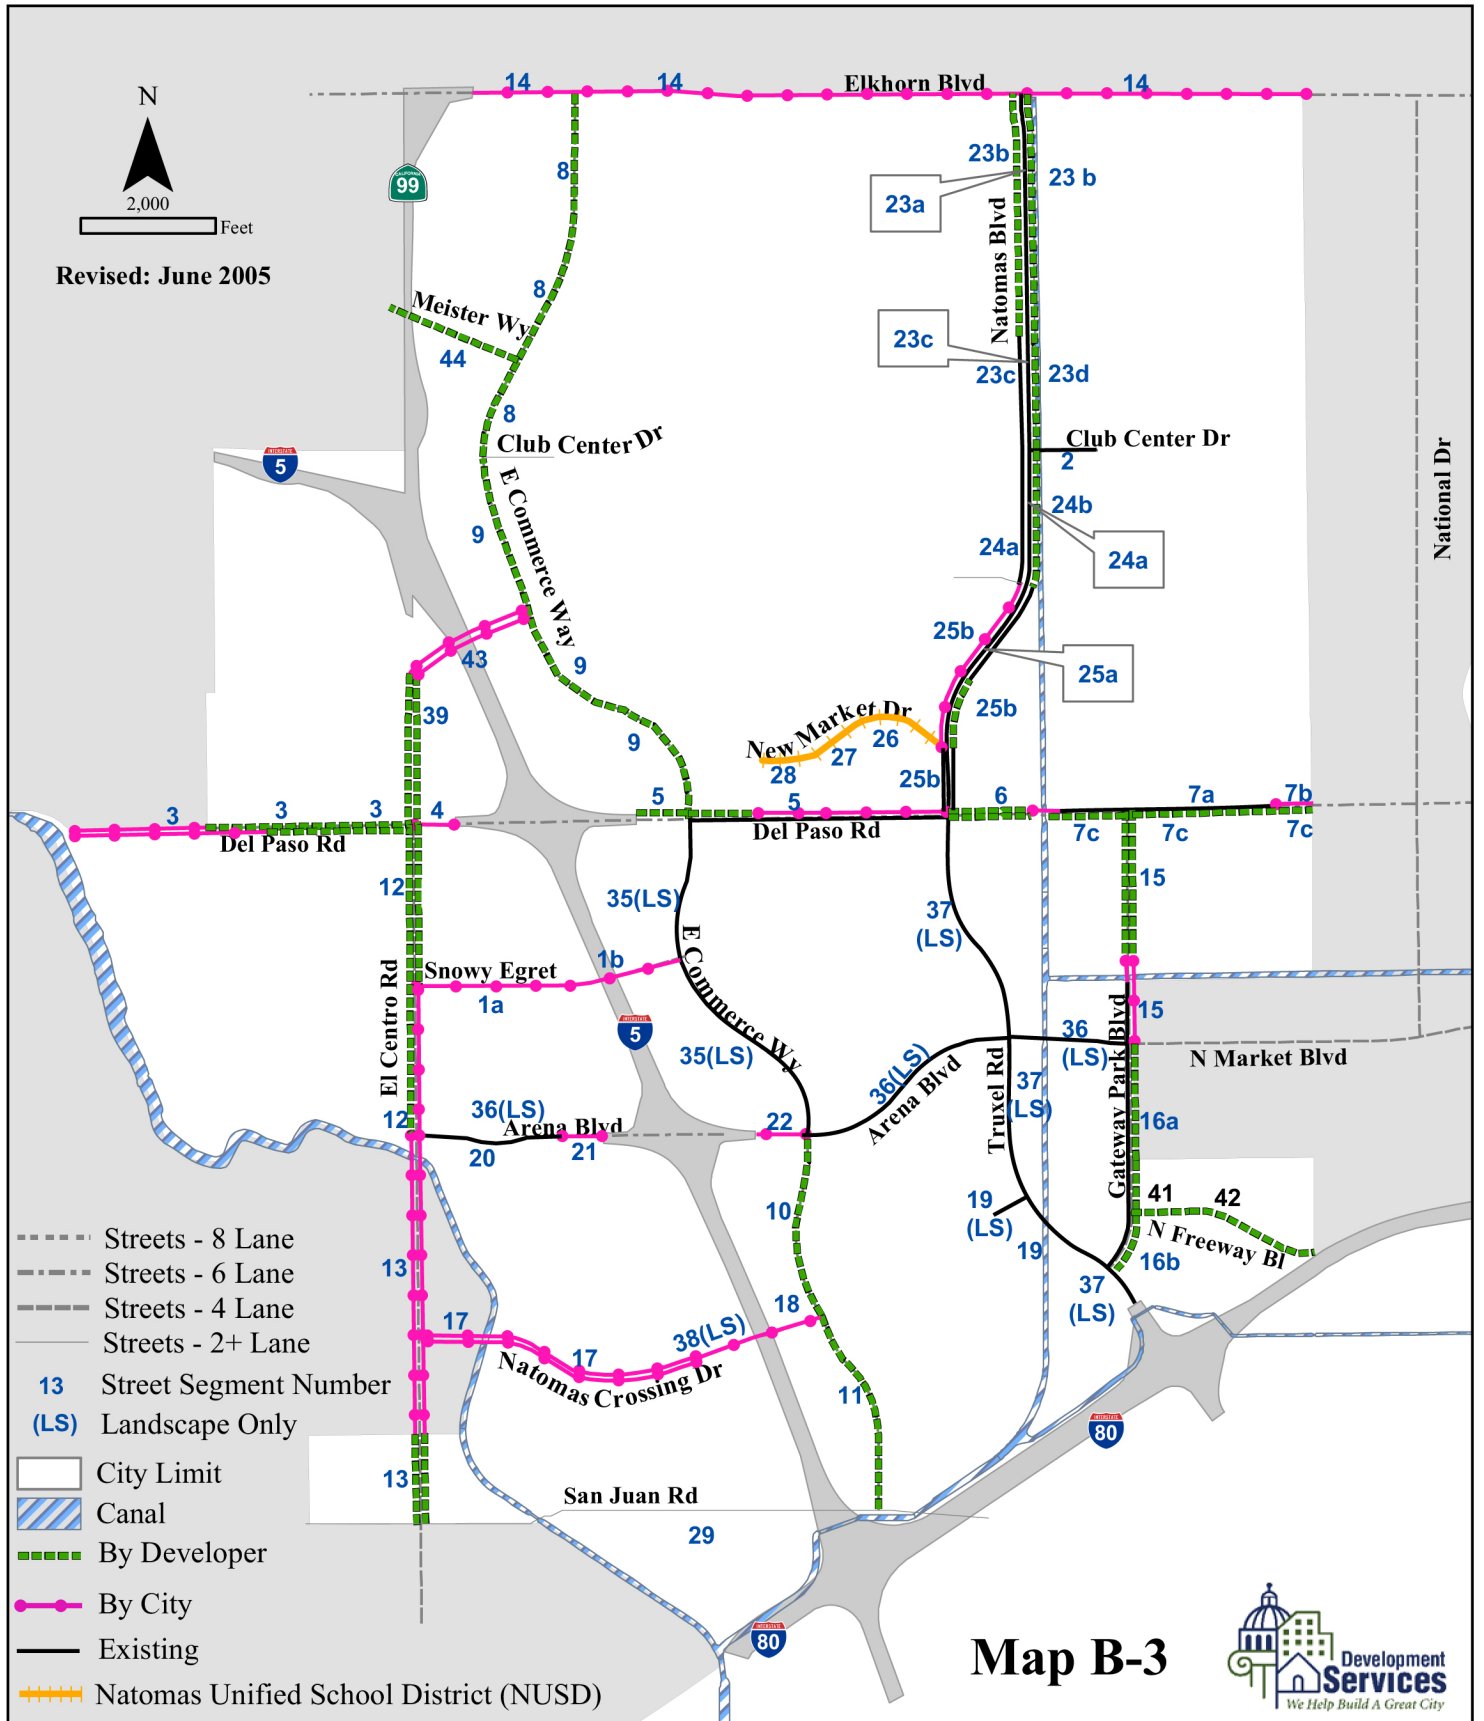 14
14
Elkhorn Blvd
14
N
2,000
Feet
Revised: June 2005
CALIFORNIA
99
8
23b
23 b
23a
Natomas Blvd
8
Meister Wy
44
23c
23c
23d
8
Club Center Dr
Club Center Dr
2
INTERSTATE
5
National Dr
E Commerce Way
9
24b
24a
24a
43
9
25b
25a
39
9
25b
New Market Dr
26
27
28
25b
3
3
3
4
5
5
6
7a
7b
Del Paso Rd
Del Paso Rd
7c
7c
7c
12
15
35(LS)
37
(LS)
El Centro Rd
Snowy Egret
1b
1a
E Commerce Wy
INTERSTATE
5
35(LS)
15
36
(LS)
N Market Blvd
36(LS)
Arena Blvd
Truxel Rd
37
(LS)
Gateway Park Blvd
12
36(LS)
Arena Blvd
20
21
22
16a
10
19
(LS)
19
41
42
N Freeway Bl
16b
37
(LS)
13
17
17
Natomas Crossing Dr
38(LS)
18
11
INTERSTATE
80
13
San Juan Rd
29
INTERSTATE
80
Streets - 8 Lane
Streets - 6 Lane
Streets - 4 Lane
Streets - 2+ Lane
13 Street Segment Number
(LS) Landscape Only
City Limit
Canal
By Developer
By City
Existing
Natomas Unified School District (NUSD)
Map B-3
Development
Services
We Help Build A Great City